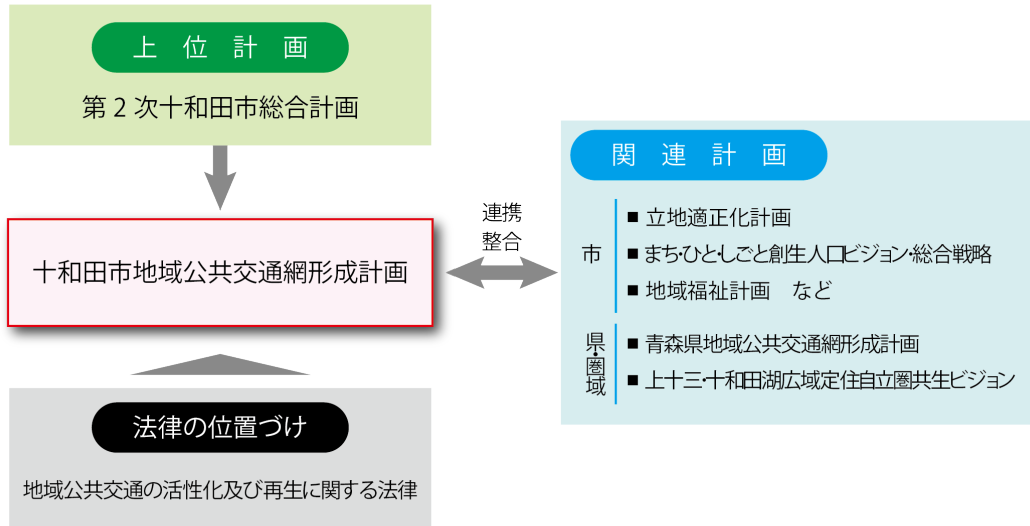 上 位 計 画
第 2 次十和田市総合計画
十和田市地域公共交通網形成計画
法律の位置づけ
地域公共交通の活性化及び再生に関する法律
連携
整合
関 連 計 画
市
■ 立地適正化計画
■ まち・ひと・しごと創生人口ビジョン・総合戦略
■ 地域福祉計画 など
県・圏域
■ 青森県地域公共交通網形成計画
■ 上十三・十和田湖広域定住自立圏共生ビジョン